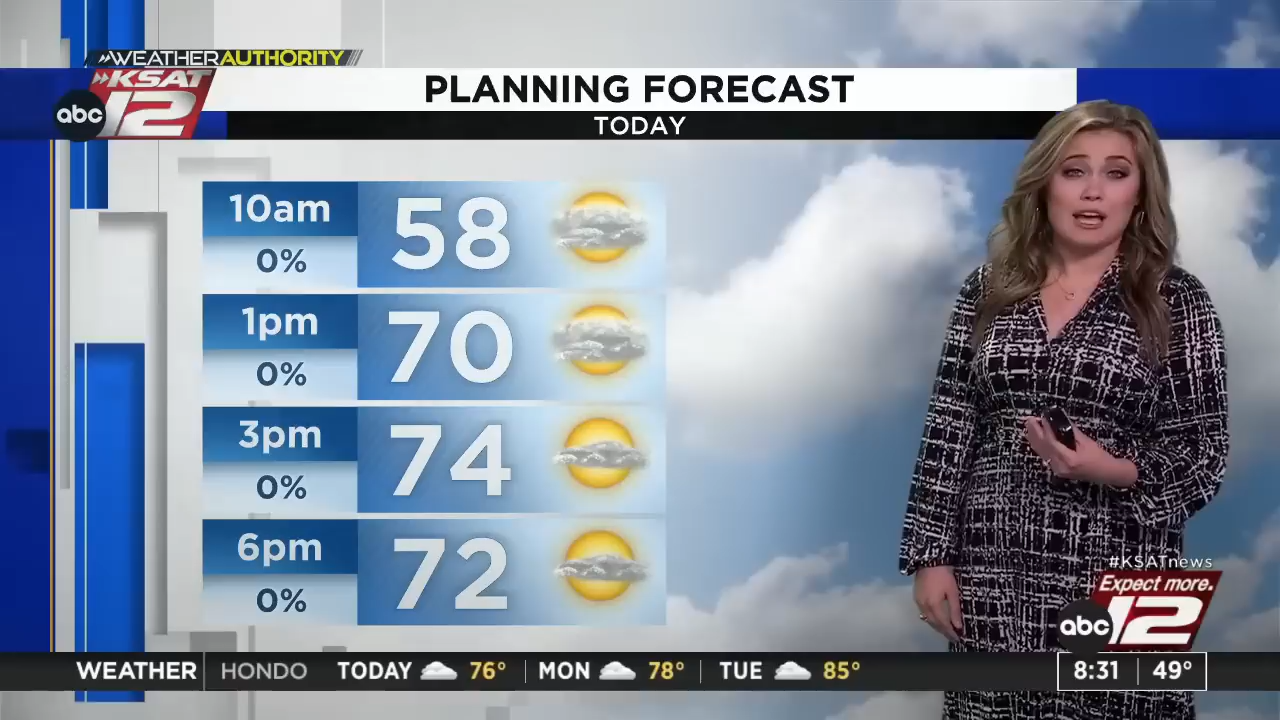 WEATHERAUTHORITY
KSAT
abc 12
PLANNING FORECAST
TODAY
10am 58
0%
1pm 70
0%
3pm 74
0%
6pm 72
0%
#KSATnews
Expect more.
abc 12
WEATHER HONDO TODAY 76° MON 78° TUE 85° 8:31 49°